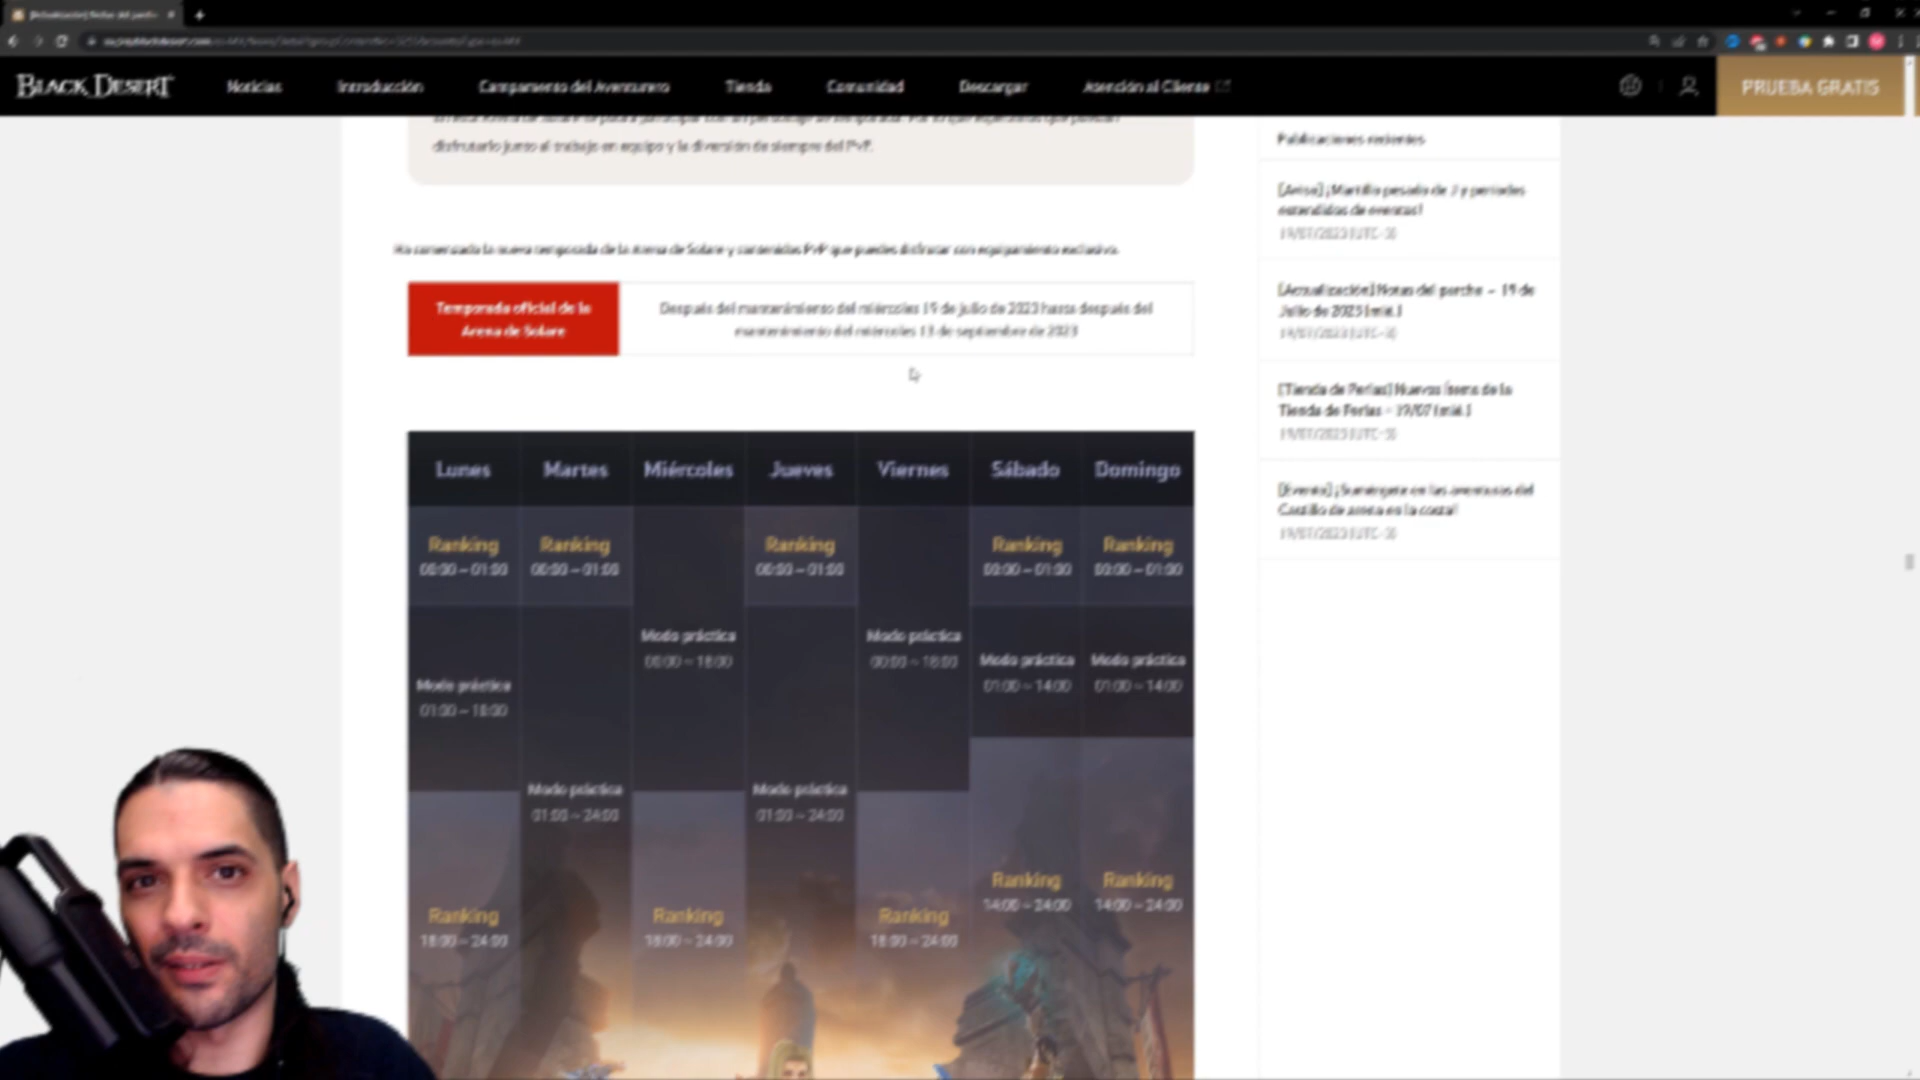 BLACK DESERT
Noticias
Introducción
Campamento del Aventurero
Tienda
Comunidad
Descargar
Atención al Cliente
PRUEBA GRATIS
disfrutarlo junto al trabajo en equipo y la diversión de siempre del PvP.
Ha comenzado la nueva temporada de la Arena de Solare y contenidos PvP que puedes disfrutar con equipamiento exclusivo.
Temporada oficial de la
Arena de Solare
Después del mantenimiento del miércoles 19 de julio de 2023 hasta después del
mantenimiento del miércoles 13 de septiembre de 2023
Lunes Martes Miércoles Jueves Viernes Sábado Domingo
Ranking Ranking Ranking Ranking Ranking
00:00 – 01:00 00:00 – 01:00 00:00 – 01:00 00:00 – 01:00 00:00 – 01:00
Modo práctica Modo práctica
00:00 – 18:00 00:00 – 18:00
Modo práctica Modo práctica
01:00 – 14:00 01:00 – 14:00
Modo práctica
01:00 – 18:00
Modo práctica Modo práctica
01:00 – 24:00 01:00 – 24:00
Ranking Ranking
14:00 – 24:00 14:00 – 24:00
Ranking Ranking Ranking
18:00 – 24:00 18:00 – 24:00 18:00 – 24:00
Publicaciones recientes
[Aviso] ¡Martillo pesado de J y periodos
extendidos de eventos!
19/07/2023 (UTC-3)
[Actualización] Notas del parche – 19 de
Julio de 2023 (mié.)
19/07/2023 (UTC-3)
[Tienda de Perlas] Nuevos Ítems de la
Tienda de Perlas – 19/07 (mié.)
19/07/2023 (UTC-3)
[Evento] ¡Sumérgete en las aventuras del
Castillo de arena en la costa!
19/07/2023 (UTC-3)